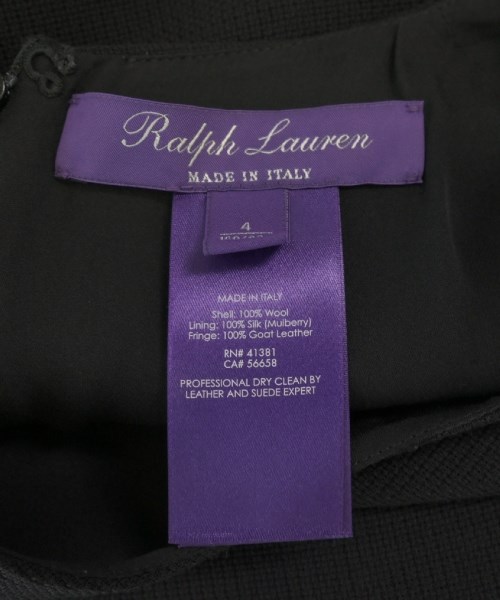 Ralph Lauren
MADE IN ITALY
4
MADE IN ITALY
Shell: 100% Wool
Lining: 100% Silk (Mulberry)
Fringe: 100% Goat Leather
RN# 41381
CA# 56658
PROFESSIONAL DRY CLEAN BY
LEATHER AND SUEDE EXPERT